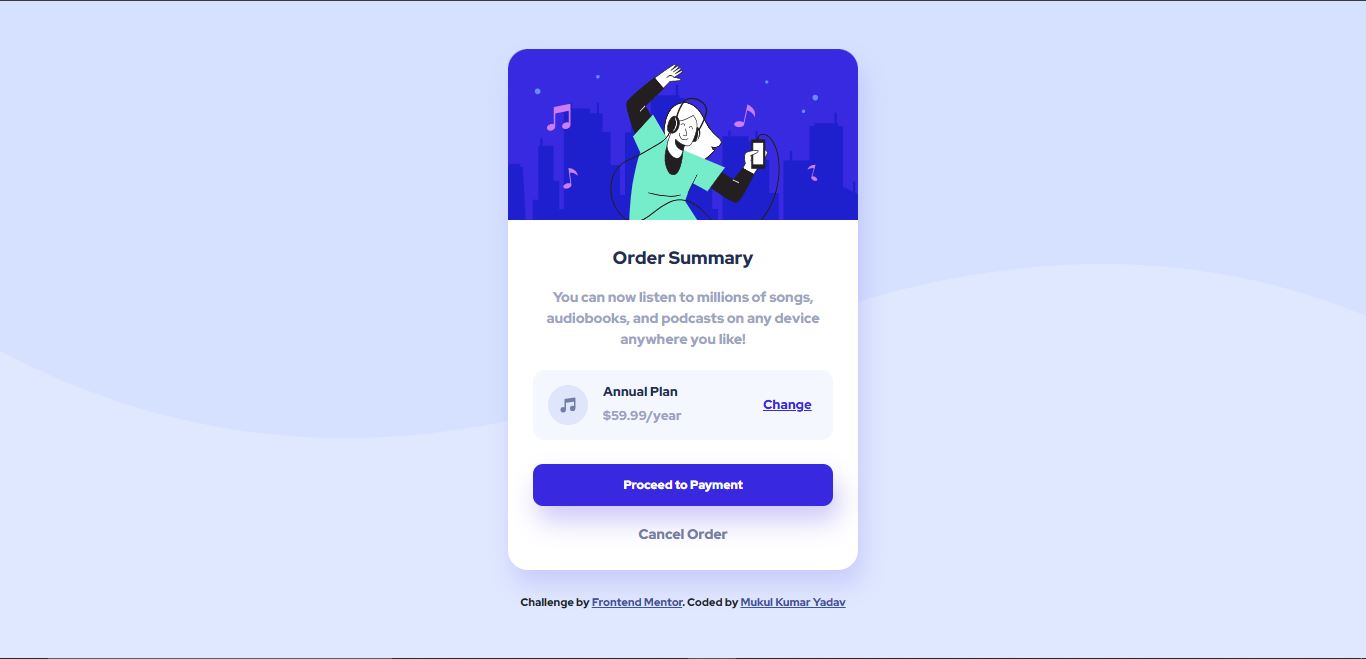 Order Summary
You can now listen to millions of songs,
audiobooks, and podcasts on any device
anywhere you like!
Annual Plan
$59.99/year
Change
Proceed to Payment
Cancel Order
Challenge by Frontend Mentor. Coded by Mukul Kumar Yadav